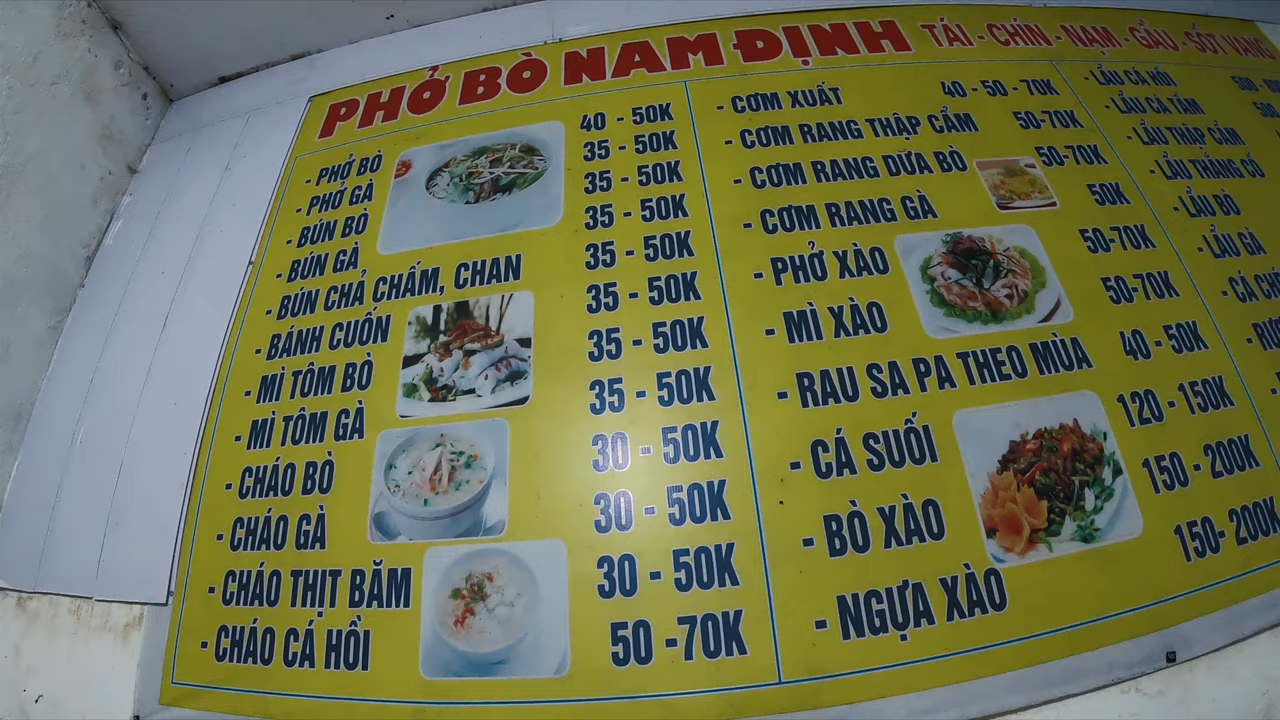 PHỞ BÒ NAM ĐỊNH TÁI - CHÍN - NẠM - GẦU - SỐT VANG
- PHỞ BÒ 40 - 50K
- PHỞ GÀ 35 - 50K
- BÚN BÒ 35 - 50K
- BÚN GÀ 35 - 50K
- BÚN CHẢ CHẤM, CHAN 35 - 50K
- BÁNH CUỐN 35 - 50K
- MÌ TÔM BÒ 35 - 50K
- MÌ TÔM GÀ 35 - 50K
- CHÁO BÒ 30 - 50K
- CHÁO GÀ 30 - 50K
- CHÁO THỊT BĂM 30 - 50K
- CHÁO CÁ HỒI 50 -70K
- CƠM XUẤT 40 - 50 - 70K
- CƠM RANG THẬP CẨM 50-70K
- CƠM RANG DƯA BÒ 50-70K
- CƠM RANG GÀ 50K
- PHỞ XÀO 50-70K
- MÌ XÀO 50-70K
- RAU SA PA THEO MÙA 40 - 50K
- CÁ SUỐI 120 - 150K
- BÒ XÀO 150 - 200K
- NGỰA XÀO 150- 200K
- LẨU CÁ HỒI
- LẨU CÁ TẦM
- LẨU THẬP CẨM
- LẨU THẮNG CỐ
- LẨU BÒ
- LẨU GÀ
- CÁ